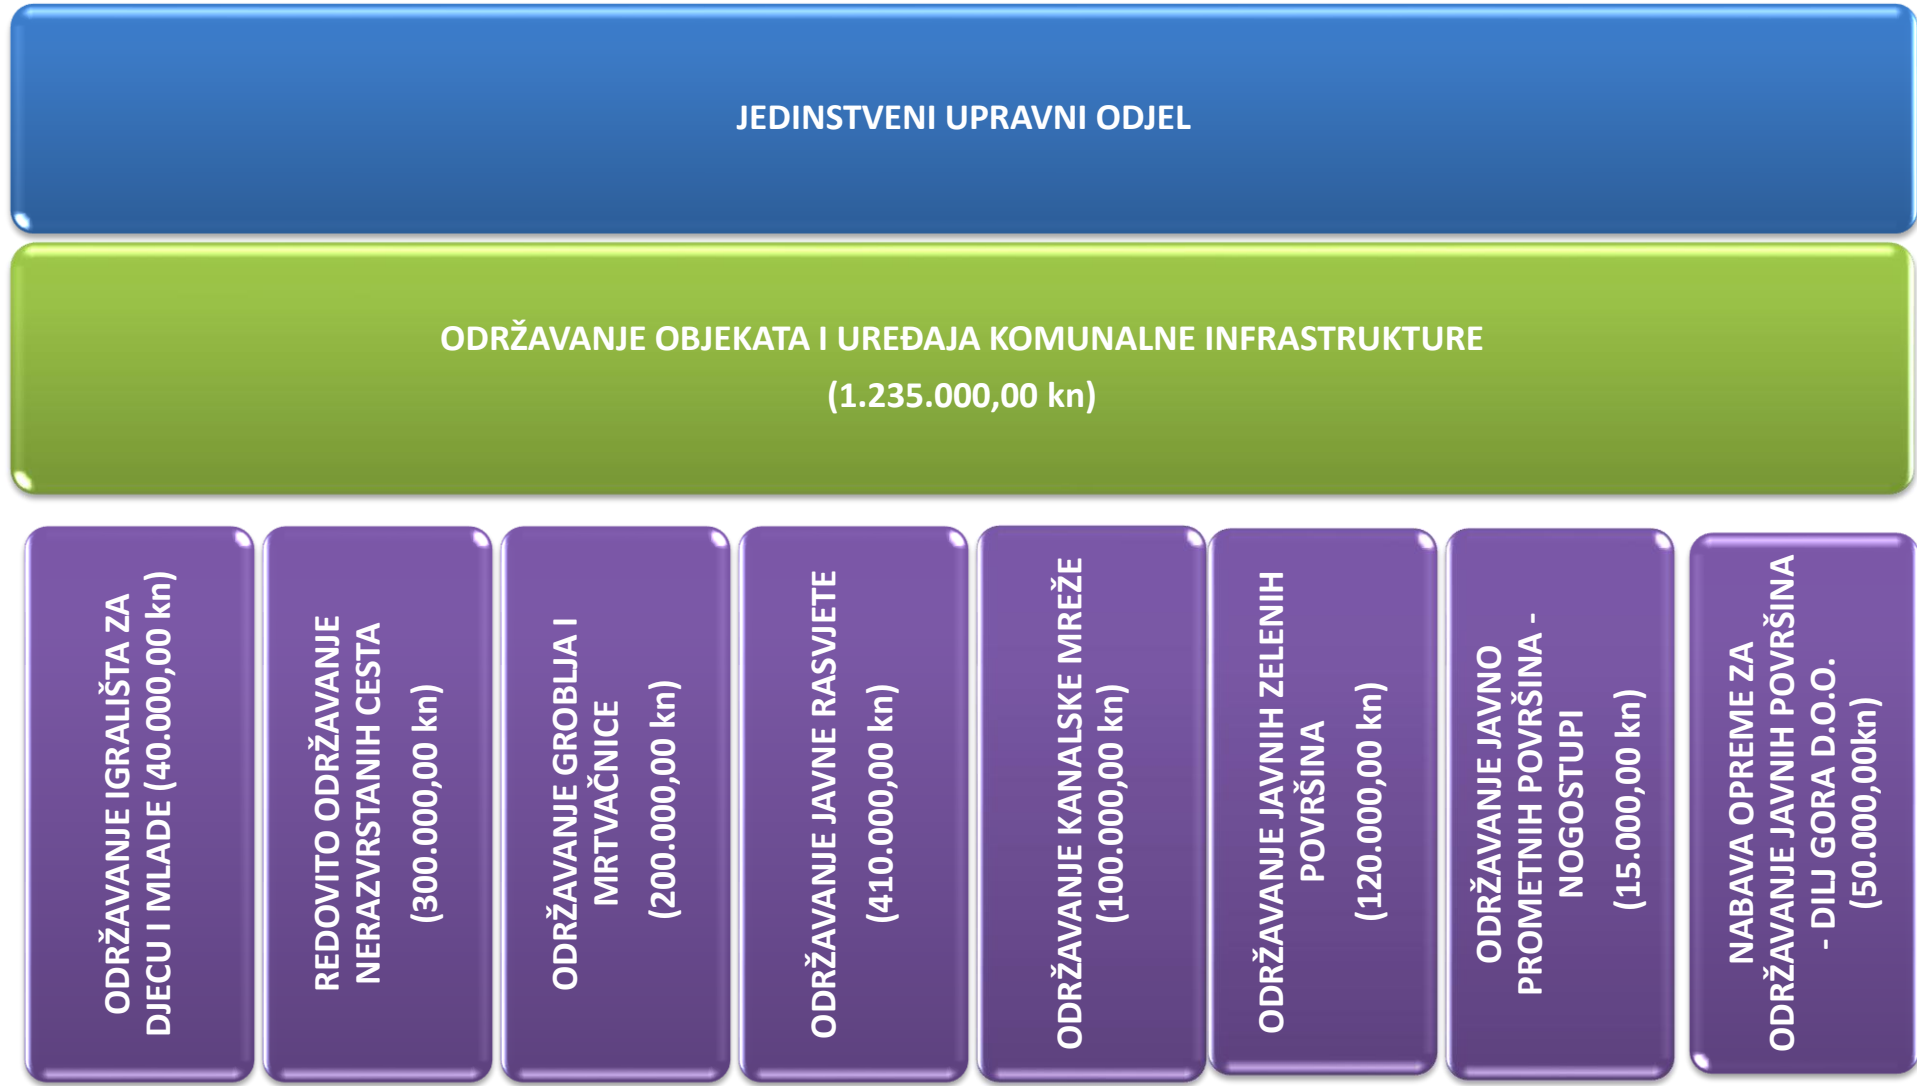 JEDINSTVENI UPRAVNI ODJEL
ODRŽAVANJE OBJEKATA I UREĐAJA KOMUNALNE INFRASTRUKTURE
(1.235.000,00 kn)
ODRŽAVANJE IGRALIŠTA ZA
DJECU I MLADE (40.000,00 kn)
REDOVITO ODRŽAVANJE
NERAZVRSTANIH CESTA
(300.000,00 kn)
ODRŽAVANJE GROBLJA I
MRTVAČNICE
(200.000,00 kn)
ODRŽAVANJE JAVNE RASVJETE
(410.000,00 kn)
ODRŽAVANJE KANALSKE MREŽE
(100.000,00 kn)
ODRŽAVANJE JAVNIH ZELENIH
POVRŠINA
(120.000,00 kn)
ODRŽAVANJE JAVNO
PROMETNIH POVRŠINA -
NOGOSTUPI
(15.000,00 kn)
NABAVA OPREME ZA
ODRŽAVANJE JAVNIH POVRŠINA
- DILJ GORA D.O.O.
(50.000,00kn)